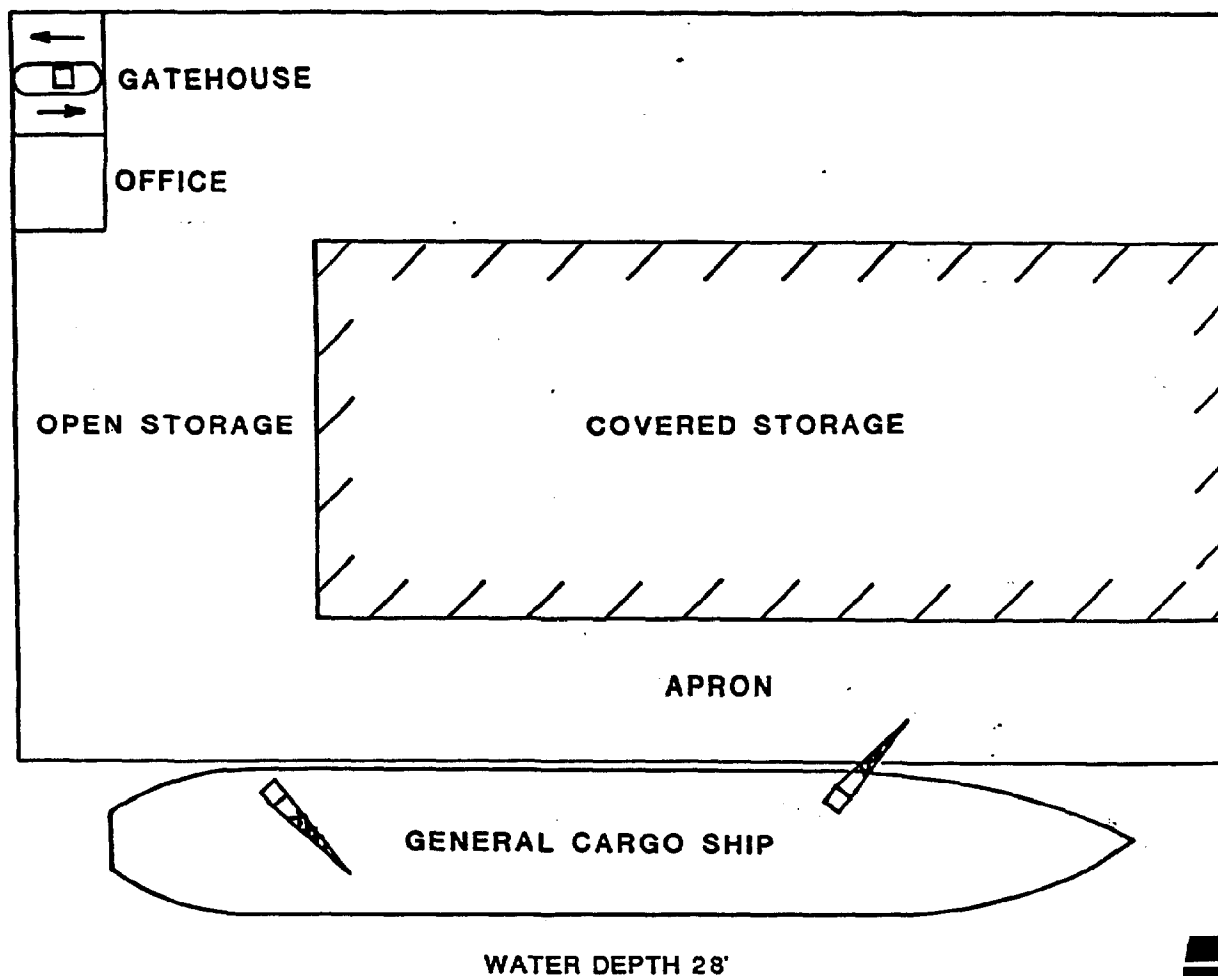 GATEHOUSE
OFFICE
OPEN STORAGE
COVERED STORAGE
APRON
GENERAL CARGO SHIP
WATER DEPTH 28'